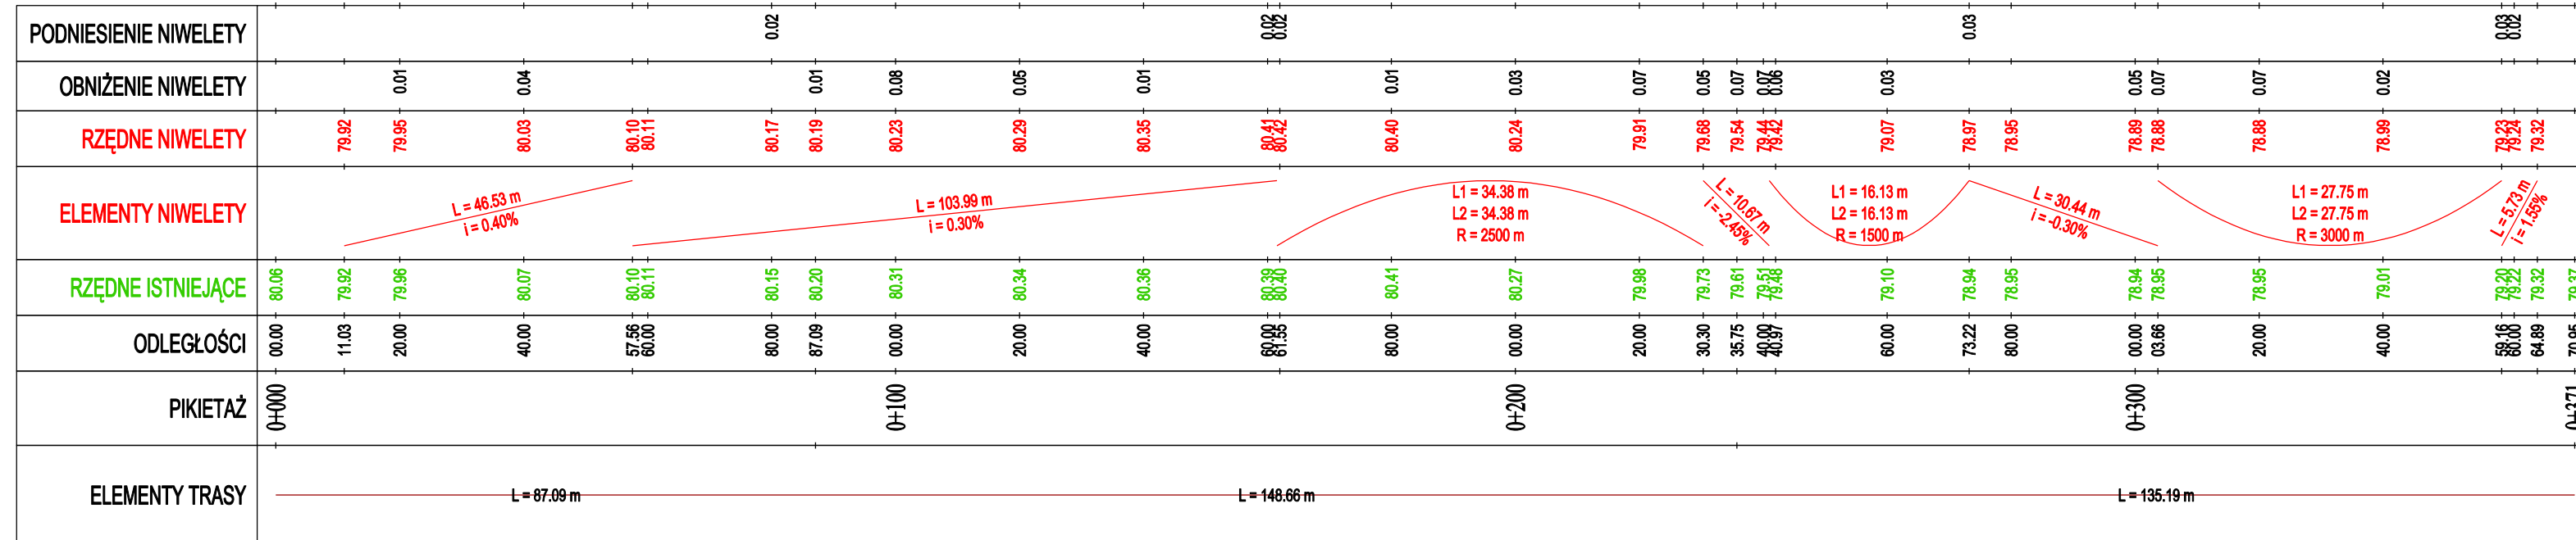 PODNIESIENIE NIWELETY 0.02 0.02 0.02 0.03 0.03 0.02
OBNIŻENIE NIWELETY 0.01 0.04 0.01 0.08 0.05 0.01 0.01 0.03 0.07 0.05 0.07 0.07 0.06 0.03 0.05 0.07 0.07 0.02
RZĘDNE NIWELETY 79.92 79.95 80.03 80.10 80.11 80.17 80.19 80.23 80.29 80.35 80.41 80.42 80.40 80.24 79.91 79.68 79.54 79.44 79.42 79.07 78.97 78.95 78.89 78.88 78.88 78.99 79.23 79.24 79.32
ELEMENTY NIWELETY
L = 46.53 m
i = 0.40%
L = 103.99 m
i = 0.30%
L1 = 34.38 m
L2 = 34.38 m
R = 2500 m
L = 10.67 m
i = -2.45%
L1 = 16.13 m
L2 = 16.13 m
R = 1500 m
L = 30.44 m
i = -0.30%
L1 = 27.75 m
L2 = 27.75 m
R = 3000 m
L = 5.73 m
i = 1.55%
RZĘDNE ISTNIEJĄCE 80.06 79.92 79.96 80.07 80.10 80.11 80.15 80.20 80.31 80.34 80.36 80.39 80.40 80.41 80.27 79.98 79.73 79.61 79.51 79.48 79.10 78.94 78.95 78.94 78.95 78.95 79.01 79.20 79.22 79.32 79.37
ODLEGŁOŚCI 00.00 11.03 20.00 40.00 57.56 60.00 80.00 87.09 00.00 20.00 40.00 60.00 61.55 80.00 00.00 20.00 30.30 35.75 40.00 40.97 60.00 73.22 80.00 00.00 03.66 20.00 40.00 59.16 60.00 64.89 70.95
PIKIETAŻ 0+000 0+100 0+200 0+300 0+371
ELEMENTY TRASY L = 87.09 m L = 148.66 m L = 135.19 m